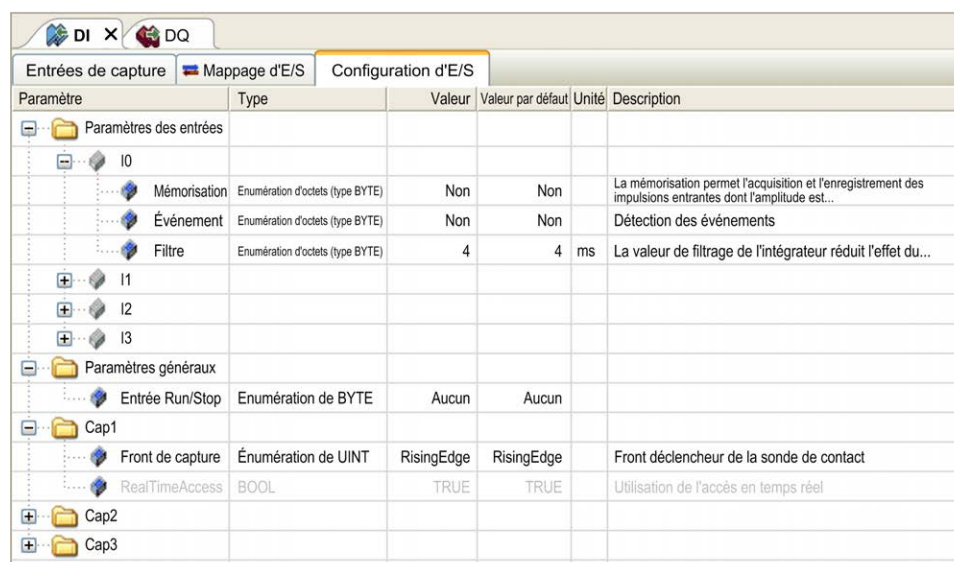 DI DQ
Entrées de capture Mappage d'E/S Configuration d'E/S
Paramètre Type Valeur Valeur par défaut Unité Description
Paramètres des entrées
I0
Mémorisation Enumération d'octets (type BYTE) Non Non La mémorisation permet l'acquisition et l'enregistrement des
impulsions entrantes dont l'amplitude est...
Événement Enumération d'octets (type BYTE) Non Non Détection des événements
Filtre Enumération d'octets (type BYTE) 4 4 ms La valeur de filtrage de l'intégrateur réduit l'effet du...
I1
I2
I3
Paramètres généraux
Entrée Run/Stop Enumération de BYTE Aucun Aucun
Cap1
Front de capture Énumération de UINT RisingEdge RisingEdge Front déclencheur de la sonde de contact
RealTimeAccess BOOL TRUE TRUE Utilisation de l'accès en temps réel
Cap2
Cap3